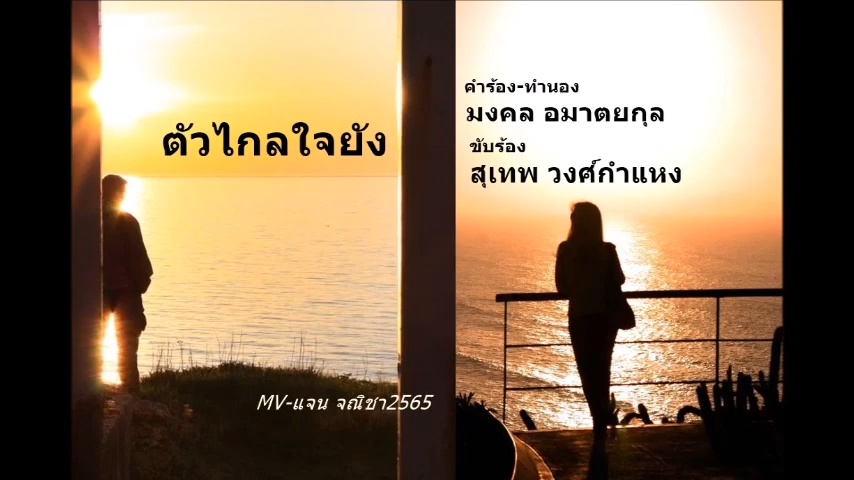 ตัวไกลใจยัง
คำร้อง-ทำนอง
มงคล อมาตยกุล
ขับร้อง
สุเทพ วงศ์กำแหง
MV-แจน จณิชา2565